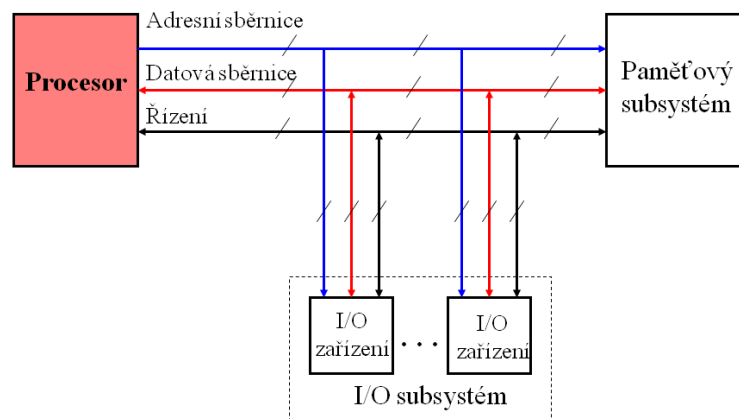 Adresní sběrnice
Procesor
Datová sběrnice
Řízení
Paměťový
subsystém
I/O
zařízení
. . .
I/O
zařízení
I/O subsystém